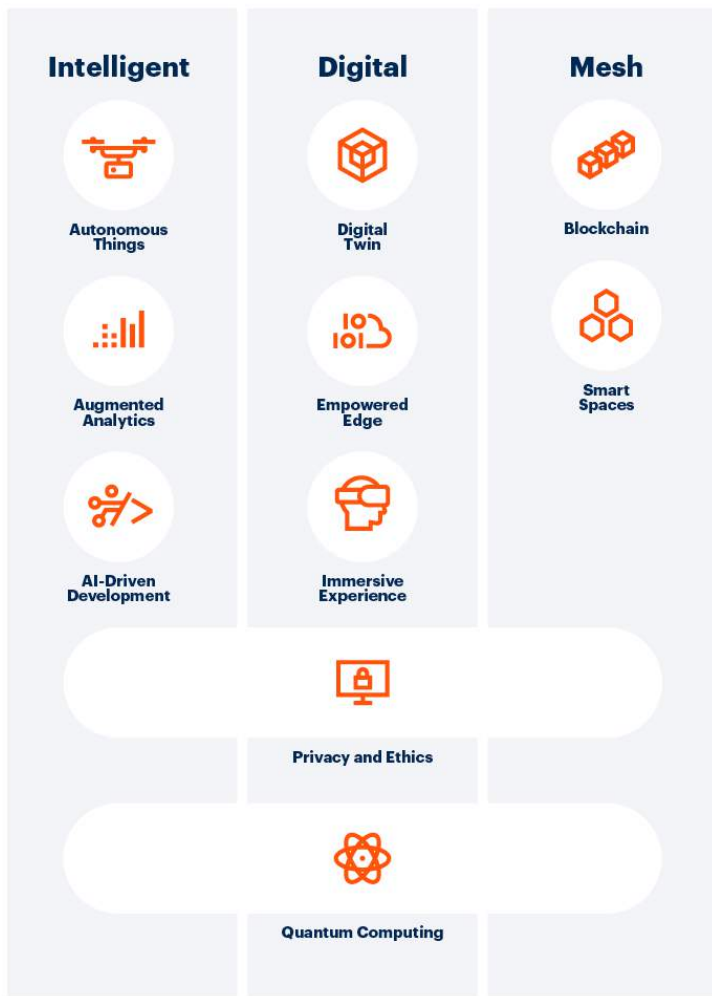 Intelligent
Autonomous
Things
Augmented
Analytics
AI-Driven
Development
Digital
Digital
Twin
Empowered
Edge
Immersive
Experience
Mesh
Blockchain
Smart
Spaces
Privacy and Ethics
Quantum Computing